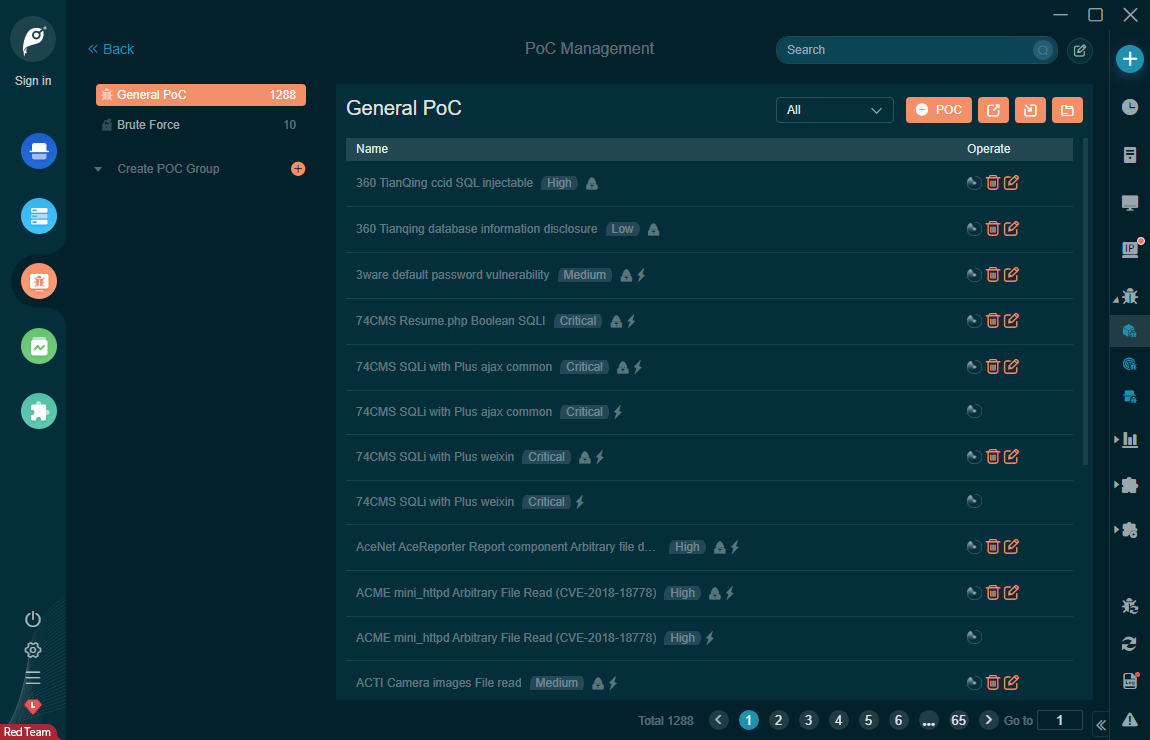 Sign in
Back
PoC Management
Search
General PoC 1288
Brute Force 10
Create POC Group
General PoC
All
POC
Name Operate
360 TianQing ccid SQL injectable High
360 Tianqing database information disclosure Low
3ware default password vulnerability Medium
74CMS Resume.php Boolean SQLI Critical
74CMS SQLi with Plus ajax common Critical
74CMS SQLi with Plus ajax common Critical
74CMS SQLi with Plus weixin Critical
74CMS SQLi with Plus weixin Critical
AceNet AceReporter Report component Arbitrary file d... High
ACME mini_httpd Arbitrary File Read (CVE-2018-18778) High
ACME mini_httpd Arbitrary File Read (CVE-2018-18778) High
ACTI Camera images File read Medium
Total 1288 1 2 3 4 5 6 ... 65 Go to 1
Red Team
IP
LOG